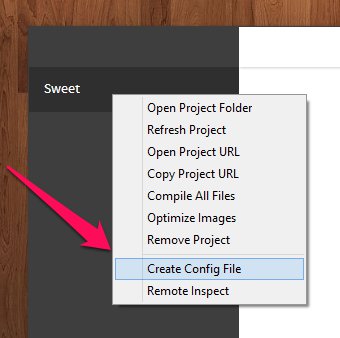 Sweet
Open Project Folder
Refresh Project
Open Project URL
Copy Project URL
Compile All Files
Optimize Images
Remove Project
Create Config File
Remote Inspect